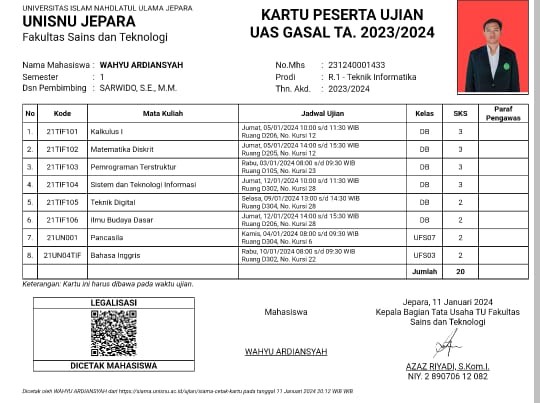 UNIVERSITAS ISLAM NAHDLATUL ULAMA JEPARA
UNISNU JEPARA
Fakultas Sains dan Teknologi
KARTU PESERTA UJIAN
UAS GASAL TA. 2023/2024
Nama Mahasiswa : WAHYU ARDIANSYAH
Semester : 1
Dsn Pembimbing : SARWIDO, S.E., M.M.
No.Mhs : 231240001433
Prodi : R.1 - Teknik Informatika
Thn. Akd. : 2023/2024
No Kode Mata Kuliah Jadwal Ujian Kelas SKS Paraf Pengawas
1. 21TIF101 Kalkulus I Jumat, 05/01/2024 10:00 s/d 11:30 WIB DB 3
Ruang D206, No. Kursi 12
2. 21TIF102 Matematika Diskrit Jumat, 05/01/2024 14:00 s/d 15:30 WIB DB 3
Ruang D205, No. Kursi 12
3. 21TIF103 Pemrograman Terstruktur Rabu, 03/01/2024 08:00 s/d 09:30 WIB DB 3
Ruang D105, No. Kursi 23
4. 21TIF104 Sistem dan Teknologi Informasi Jumat, 12/01/2024 10:00 s/d 11:30 WIB DB 3
Ruang D302, No. Kursi 28
5. 21TIF105 Teknik Digital Selasa, 09/01/2024 13:00 s/d 14:30 WIB DB 2
Ruang D304, No. Kursi 28
6. 21TIF106 Ilmu Budaya Dasar Jumat, 12/01/2024 14:00 s/d 15:30 WIB DB 2
Ruang D206, No. Kursi 28
7. 21UN001 Pancasila Kamis, 04/01/2024 08:00 s/d 09:30 WIB UFS07 2
Ruang D304, No. Kursi 6
8. 21UN04TIF Bahasa Inggris Rabu, 10/01/2024 08:00 s/d 09:30 WIB UFS03 2
Ruang D302, No. Kursi 22
Jumlah 20
Keterangan: Kartu ini harus dibawa pada waktu ujian.
LEGALISASI
DICETAK MAHASISWA
Mahasiswa
WAHYU ARDIANSYAH
Jepara, 11 Januari 2024
Kepala Bagian Tata Usaha TU Fakultas
Sains dan Teknologi
AZAZ RIYADI, S.Kom.I.
NIY. 2 890706 12 082
Dicetak oleh WAHYU ARDIANSYAH dari https://siama.unisnu.ac.id/ujian/siama-cetak-kartu pada tanggal 11 Januari 2024 20,12 WIB WIB